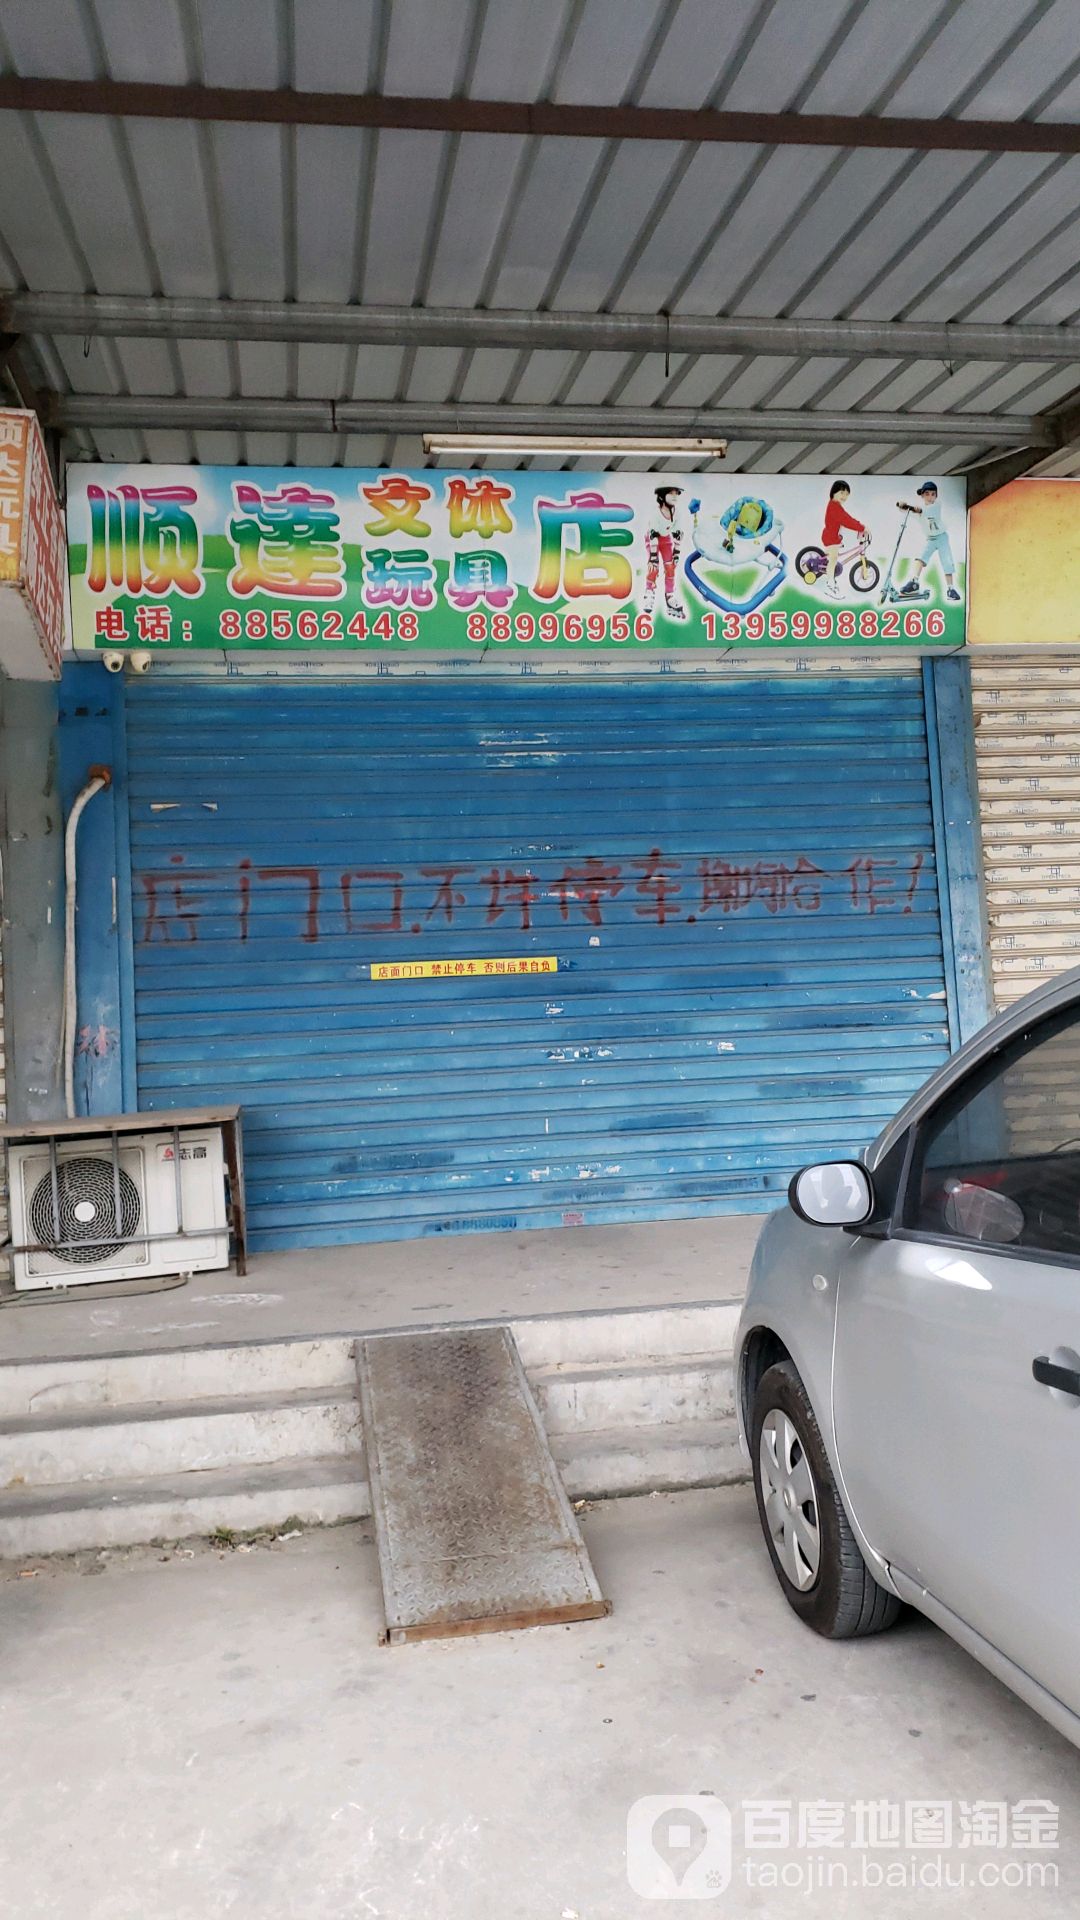 顺達文体玩具店
电话：88562448 88996956 13959988266
店门口.不许停车.谢谢合作！
店面门口 禁止停车 否则后果自负
志高
百度地图淘金
taojin.baidu.com